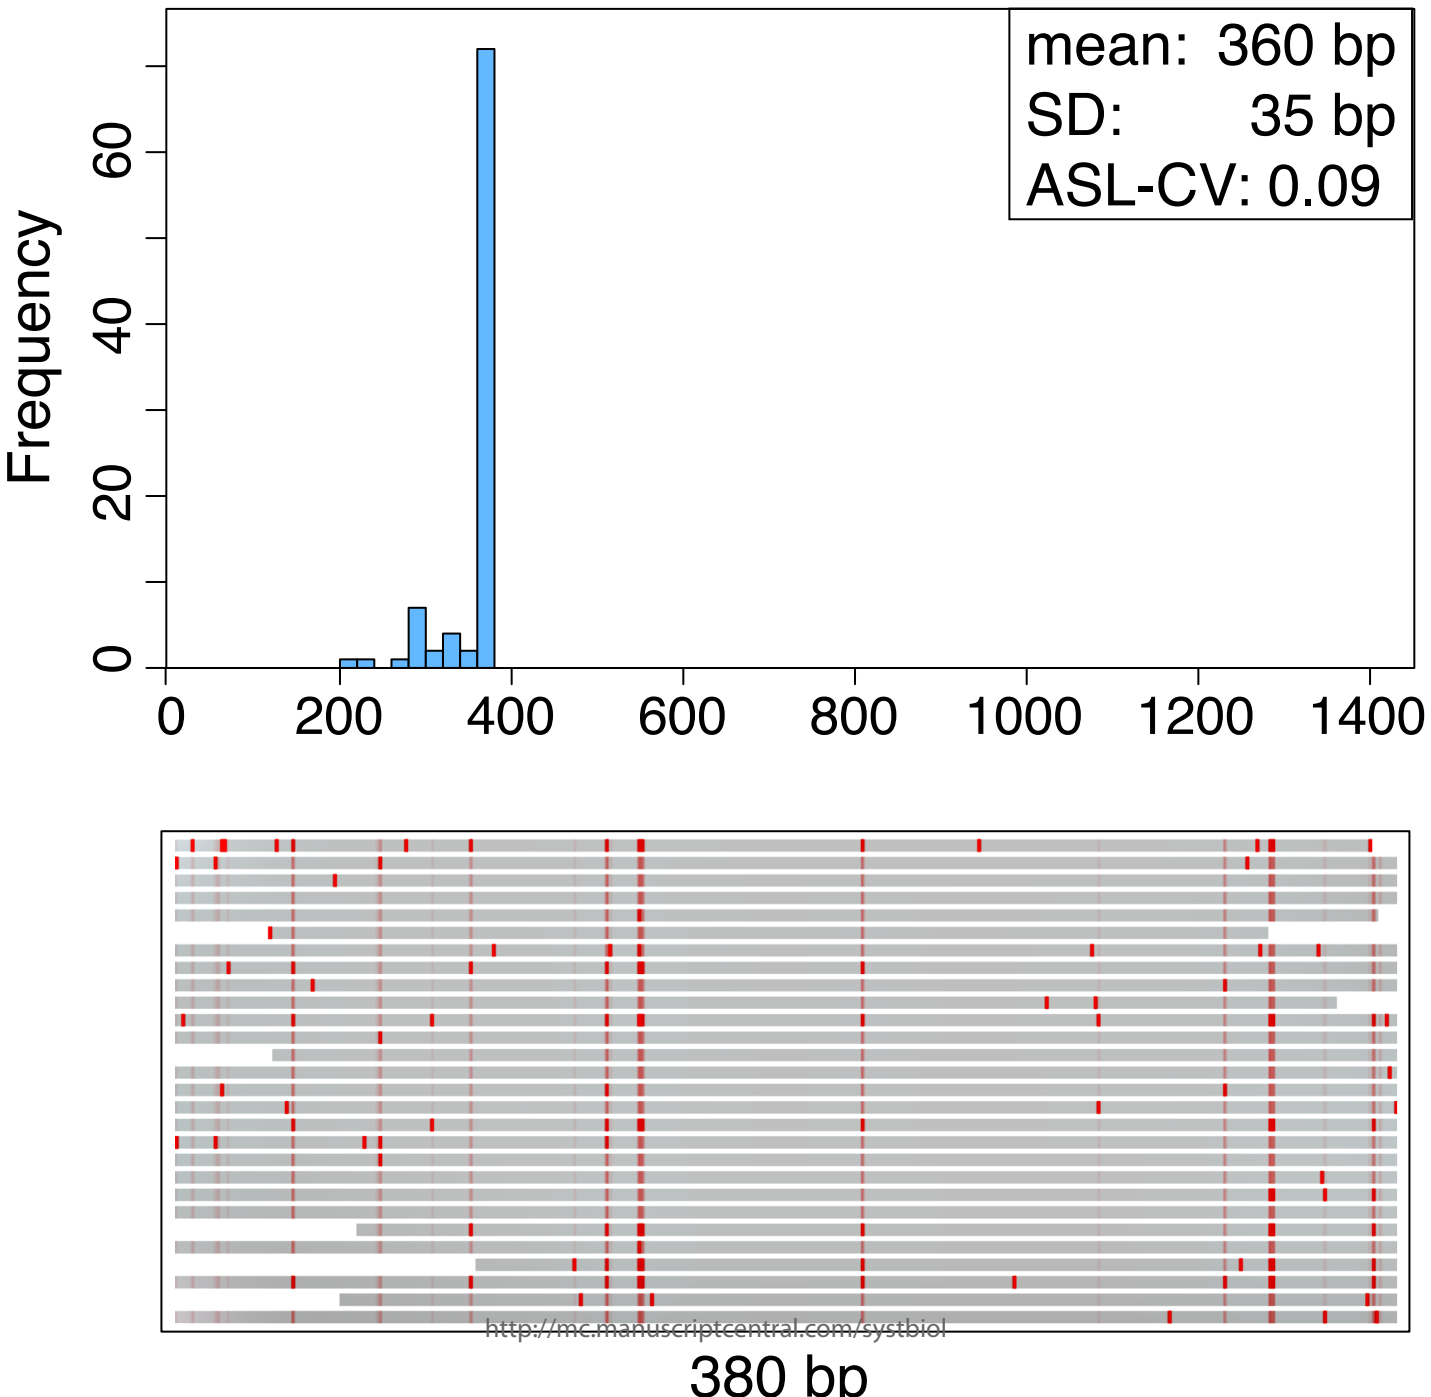 mean: 360 bp
SD: 35 bp
ASL-CV: 0.09
Frequency
60
40
20
0
0 200 400 600 800 1000 1200 1400
http://mc.manuscriptcentral.com/systbiol
380 bp